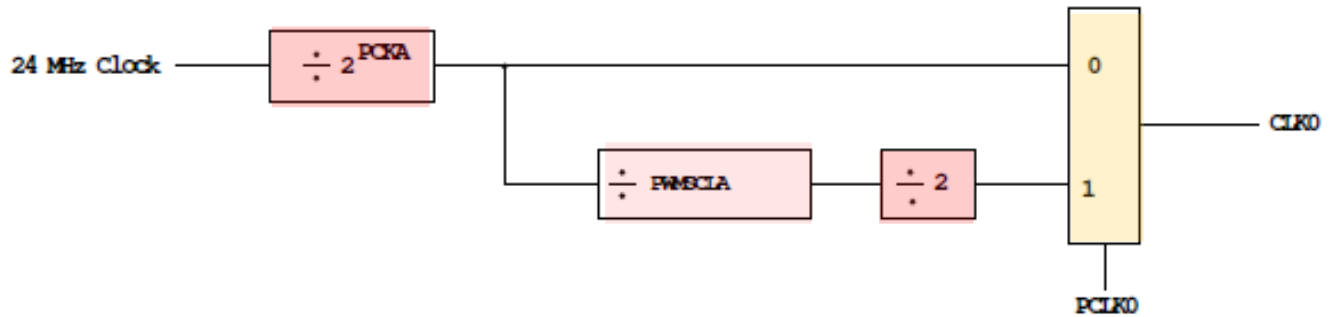 24 MHz Clock
÷ 2^PCKA
0
CLK0
÷ PWMSCLA
÷ 2
1
PCLK0